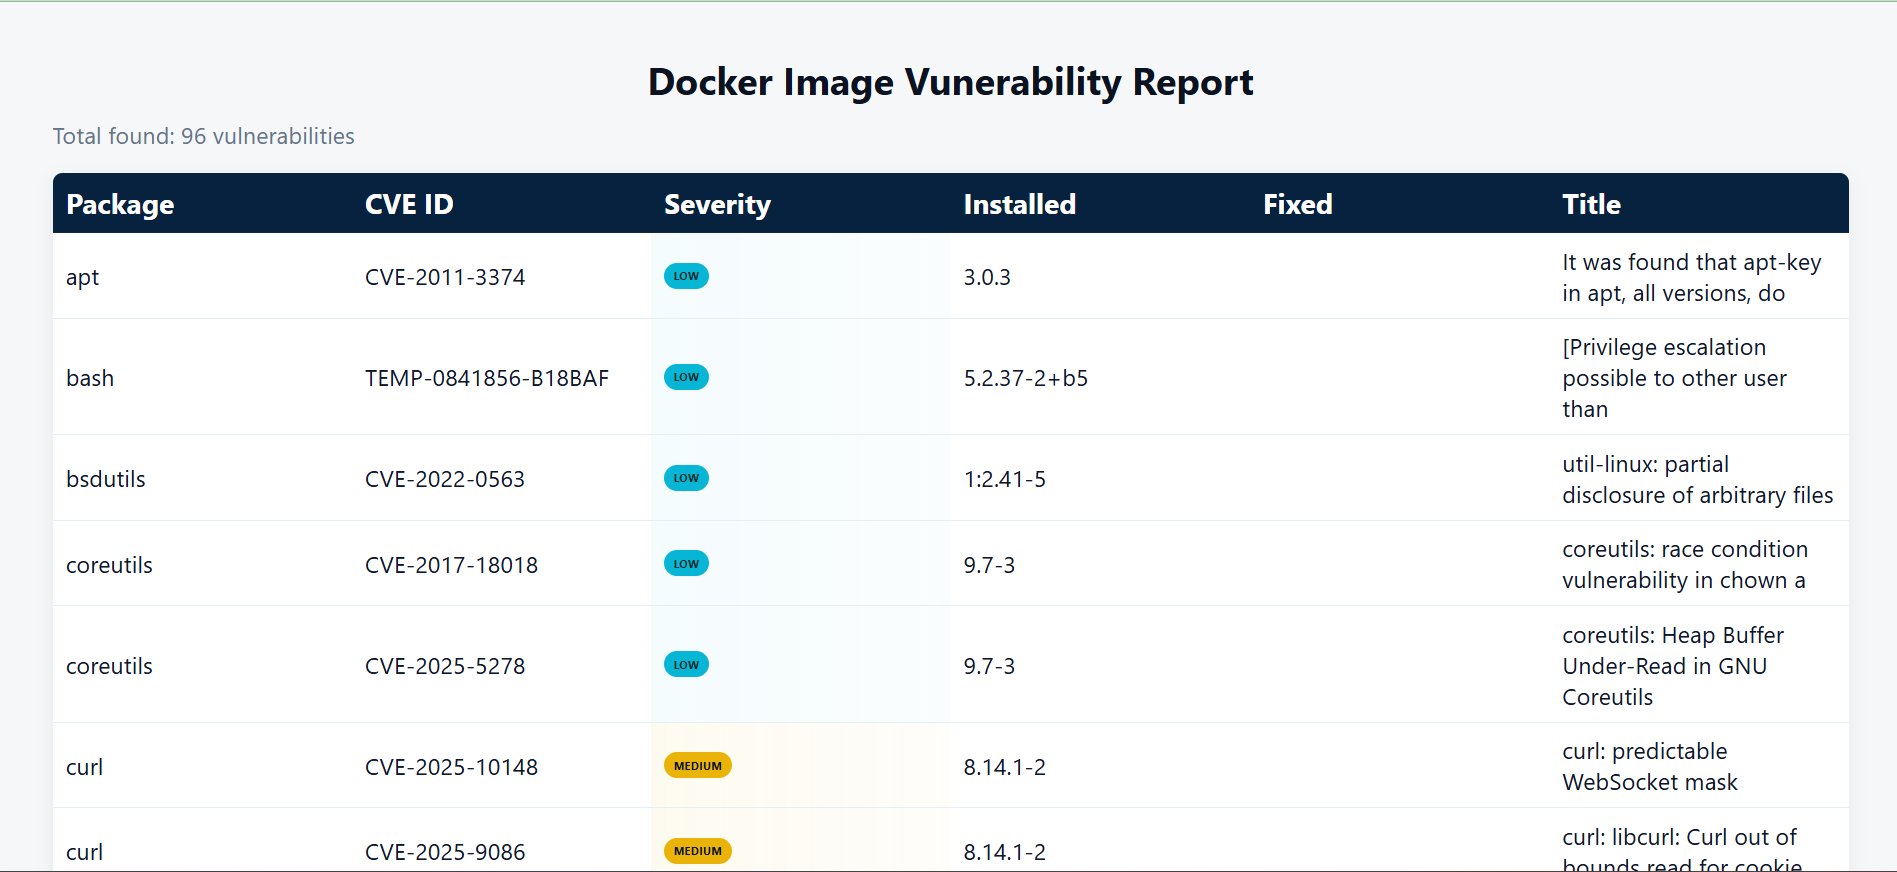 Docker Image Vunerability Report
Total found: 96 vulnerabilities
Package CVE ID Severity Installed Fixed Title
apt CVE-2011-3374 LOW 3.0.3 It was found that apt-key
in apt, all versions, do
bash TEMP-0841856-B18BAF LOW 5.2.37-2+b5 [Privilege escalation
possible to other user
than
bsdutils CVE-2022-0563 LOW 1:2.41-5 util-linux: partial
disclosure of arbitrary files
coreutils CVE-2017-18018 LOW 9.7-3 coreutils: race condition
vulnerability in chown a
coreutils CVE-2025-5278 LOW 9.7-3 coreutils: Heap Buffer
Under-Read in GNU
Coreutils
curl CVE-2025-10148 MEDIUM 8.14.1-2 curl: predictable
WebSocket mask
curl CVE-2025-9086 MEDIUM 8.14.1-2 curl: libcurl: Curl out of
bounds read for cookie